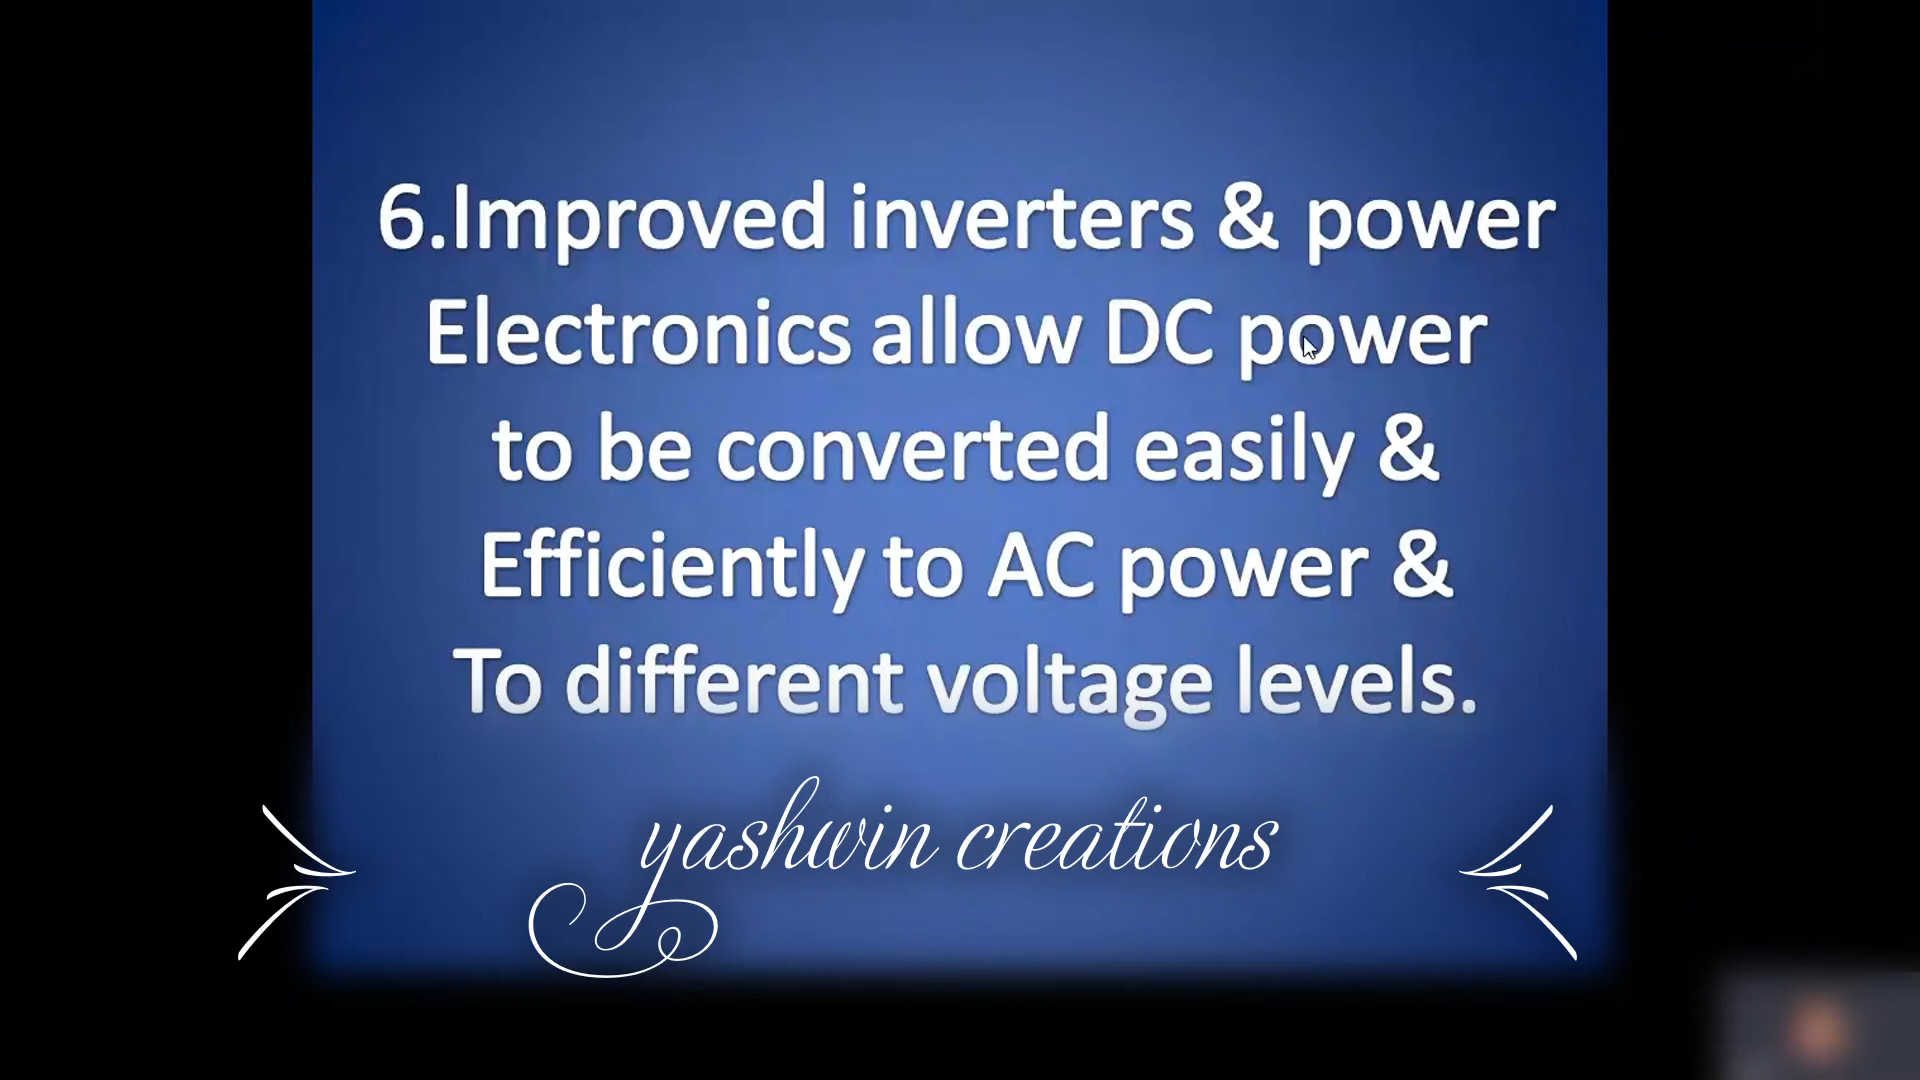 6.Improved inverters & power
Electronics allow DC power
to be converted easily &
Efficiently to AC power &
To different voltage levels.
yashwin creations